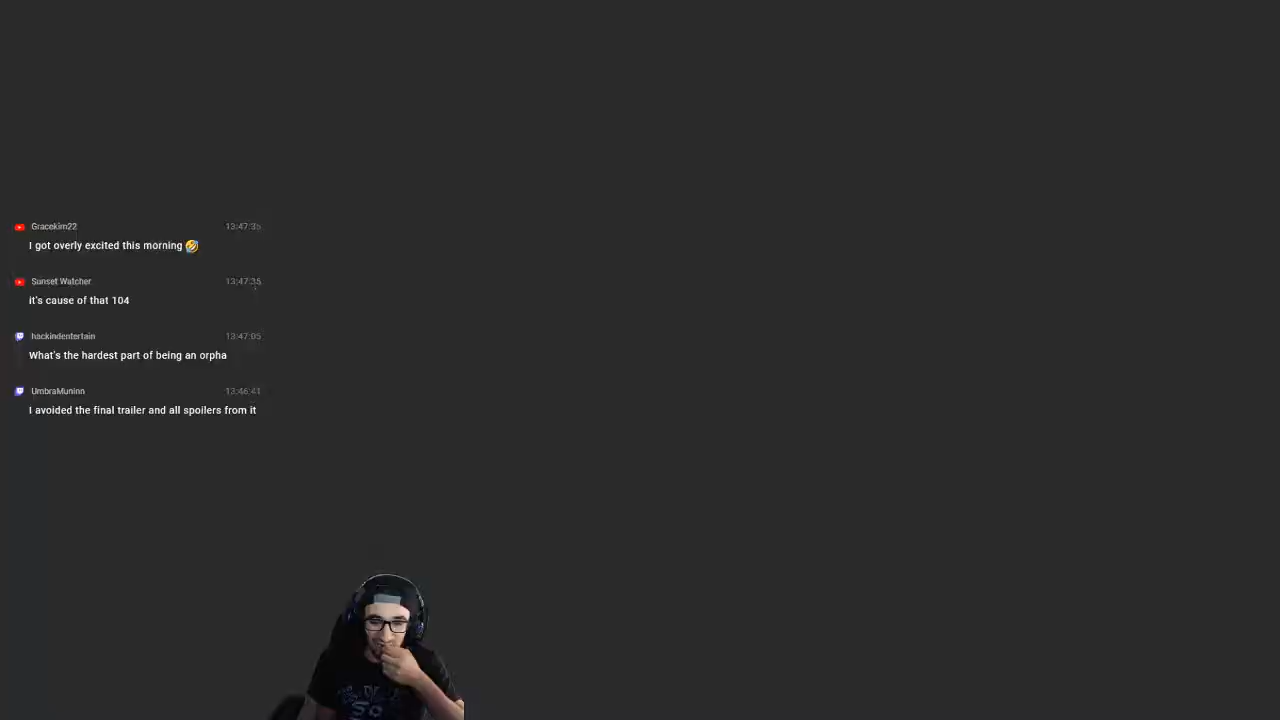 Gracekim22 13:47:35
I got overly excited this morning 🤣
Sunset Watcher 13:47:35
it's cause of that 104
hackindentertain 13:47:05
What's the hardest part of being an orpha
UmbraMuninn 13:46:41
I avoided the final trailer and all spoilers from it